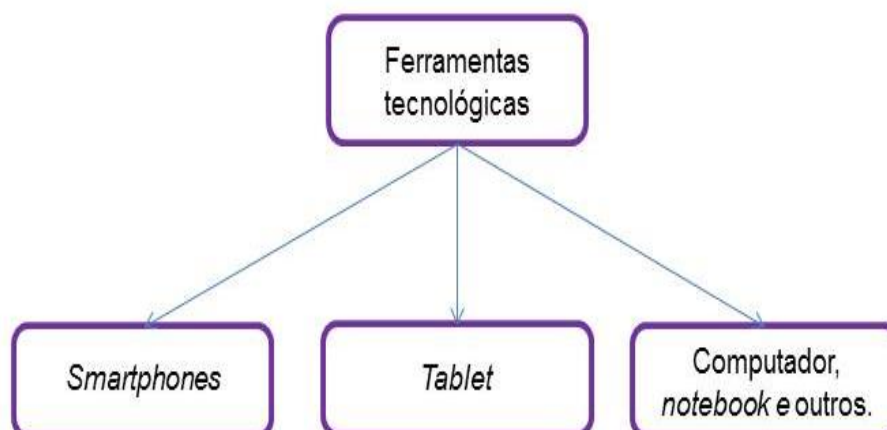 Ferramentas
tecnológicas
Smartphones
Tablet
Computador,
notebook e outros.